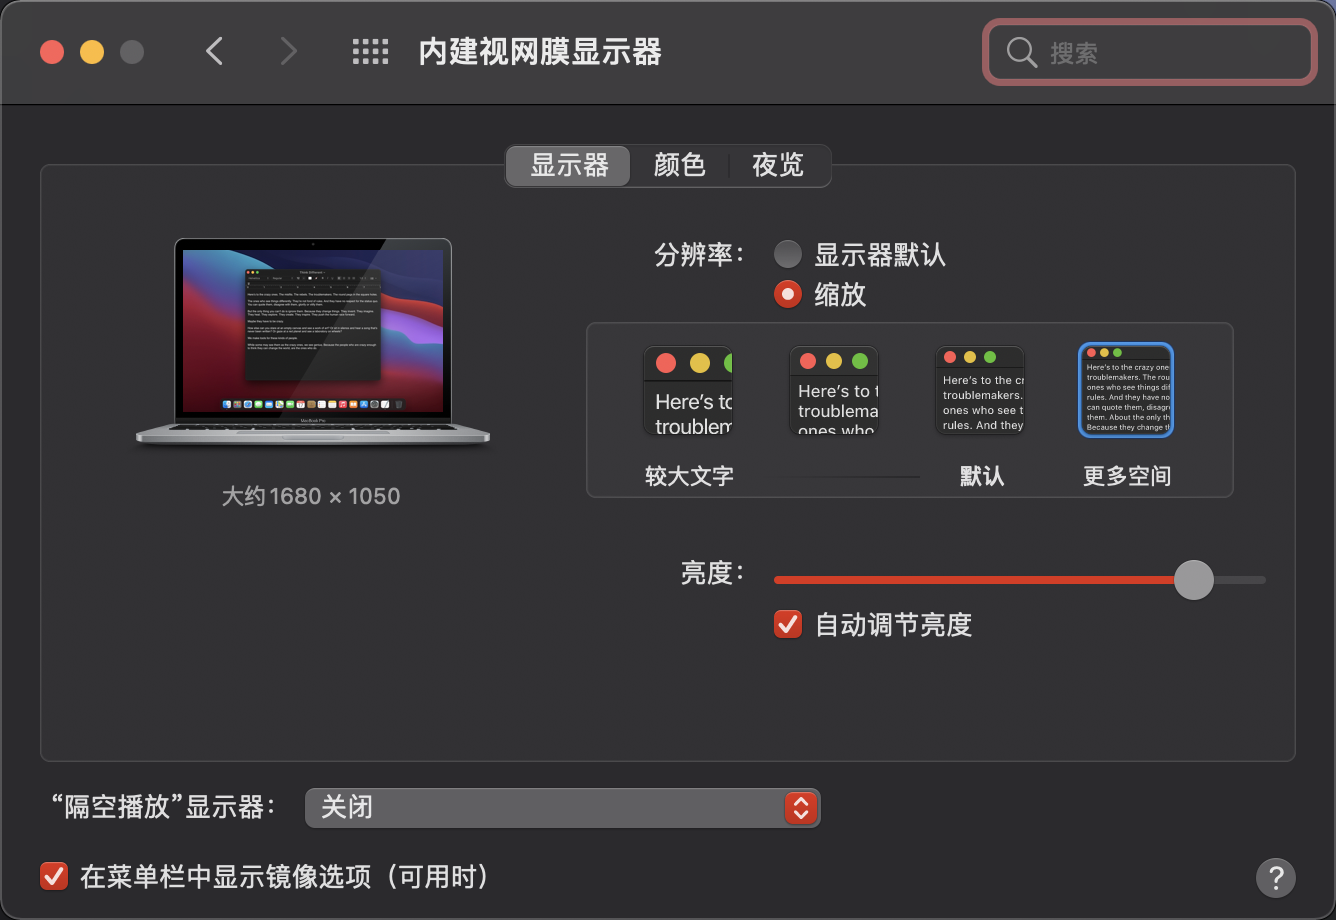 内建视网膜显示器
搜索
显示器
颜色
夜览
分辨率：
显示器默认
缩放
Here's to
troublem
Here's to t
troublema
ones who
Here's to the cr
troublemakers.
ones who see t
rules. And they
Here's to the crazy one
troublemakers. The rou
ones who see things dif
rules. And they have no
can quote them, disagr
them. About the only th
Because they change t
较大文字
默认
更多空间
MacBook Pro
大约1680 × 1050
亮度：
自动调节亮度
“隔空播放”显示器：
关闭
在菜单栏中显示镜像选项（可用时）
?